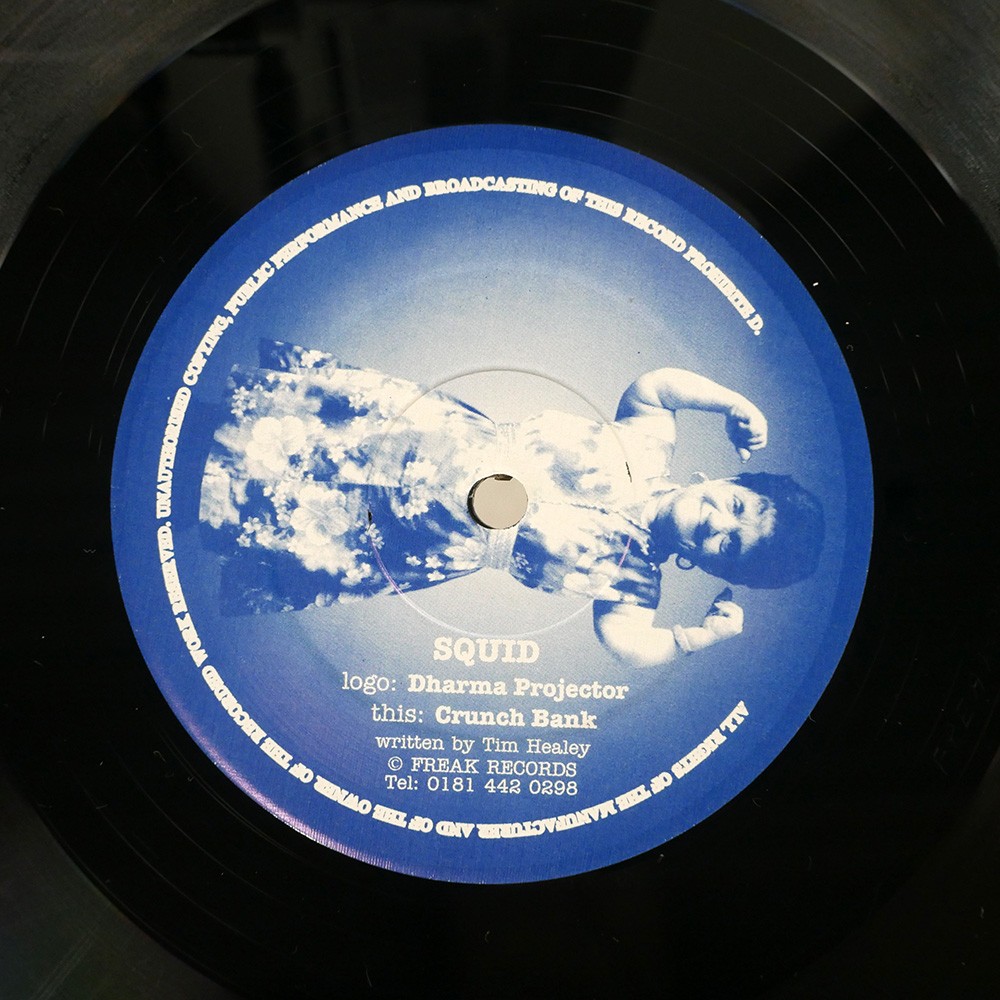 ALL RIGHTS OF THE MANUFACTURER AND OF THE OWNER OF THE RECORDED WORK RESERVED. UNAUTHORISED COPYING, PUBLIC PERFORMANCE AND BROADCASTING OF THIS RECORD PROHIBITE D.
SQUID
logo: Dharma Projector
this: Crunch Bank
written by Tim Healey
© FREAK RECORDS
Tel: 0181 442 0298